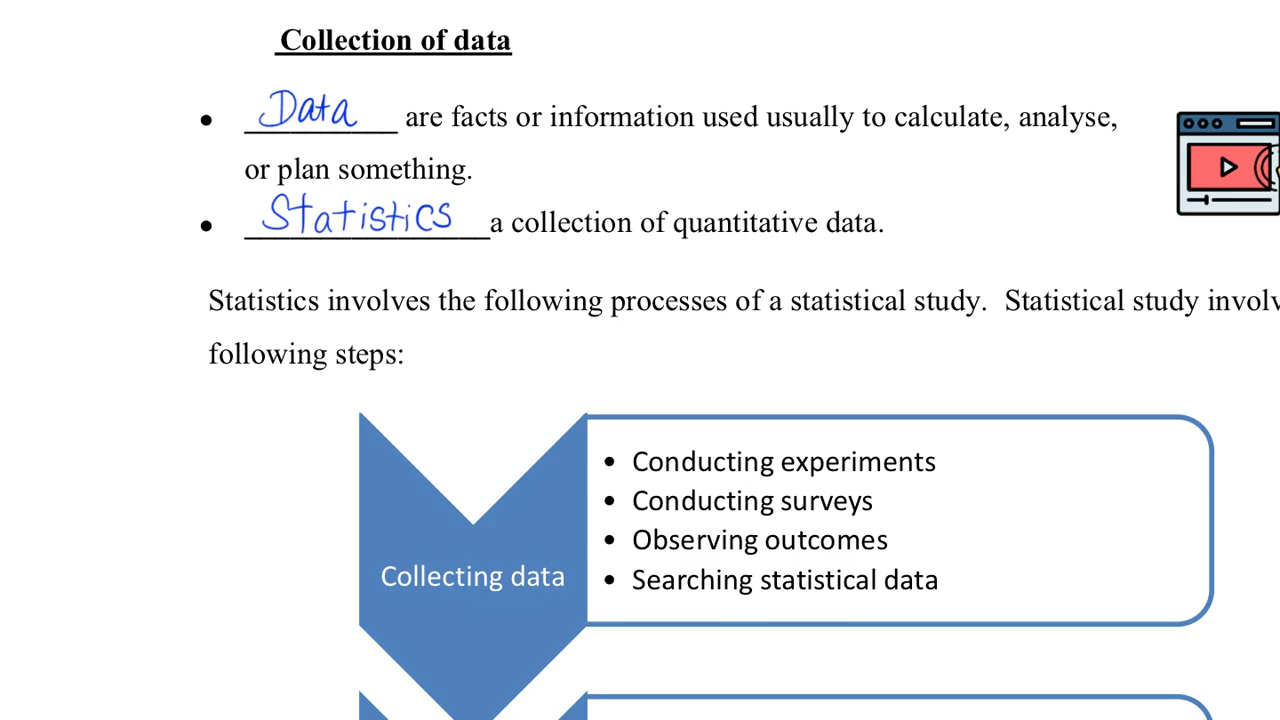 Collection of data
• Data are facts or information used usually to calculate, analyse,
or plan something.
• Statistics a collection of quantitative data.
Statistics involves the following processes of a statistical study. Statistical study involv
following steps:
• Conducting experiments
• Conducting surveys
• Observing outcomes
Collecting data
• Searching statistical data